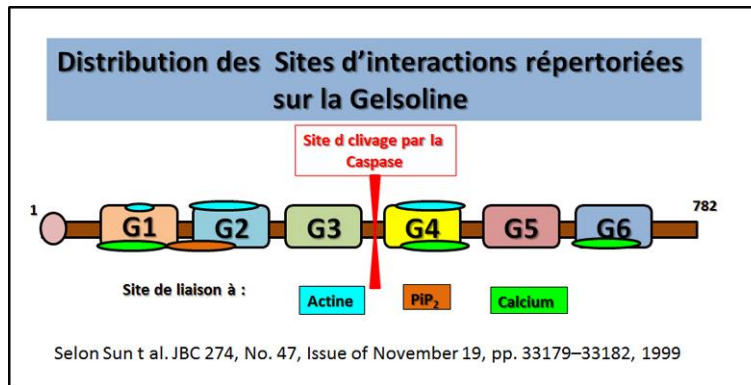 Distribution des Sites d'interactions répertoriées
sur la Gelsoline
Site d clivage par la
Caspase
1
782
G1
G2
G3
G4
G5
G6
Site de liaison à :
Actine
PiP₂
Calcium
Selon Sun t al. JBC 274, No. 47, Issue of November 19, pp. 33179–33182, 1999